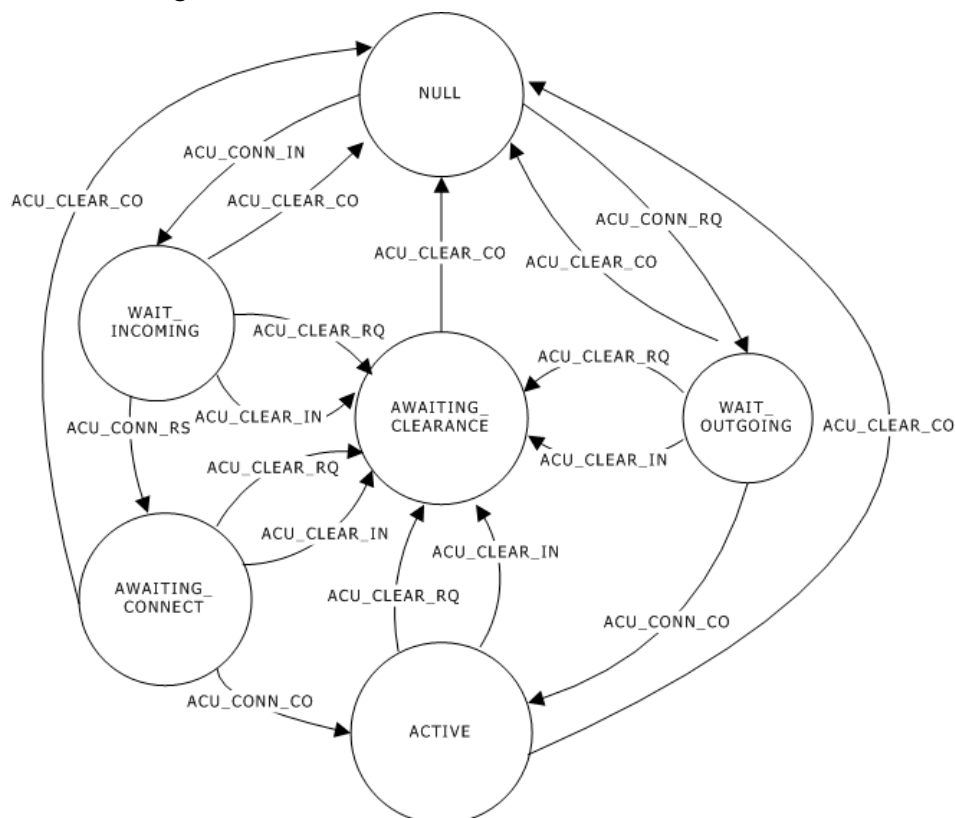 NULL
ACU_CONN_IN
ACU_CLEAR_CO
ACU_CLEAR_CO
ACU_CONN_RQ
ACU_CLEAR_CO
ACU_CLEAR_CO
WAIT_
INCOMING
ACU_CLEAR_RQ
ACU_CLEAR_RQ
AWAITING_
CLEARANCE
WAIT_
OUTGOING
ACU_CLEAR_IN
ACU_CONN_RS
ACU_CLEAR_CO
ACU_CLEAR_RQ
ACU_CLEAR_IN
ACU_CLEAR_IN
ACU_CLEAR_IN
ACU_CLEAR_RQ
AWAITING_
CONNECT
ACU_CONN_CO
ACU_CONN_CO
ACTIVE